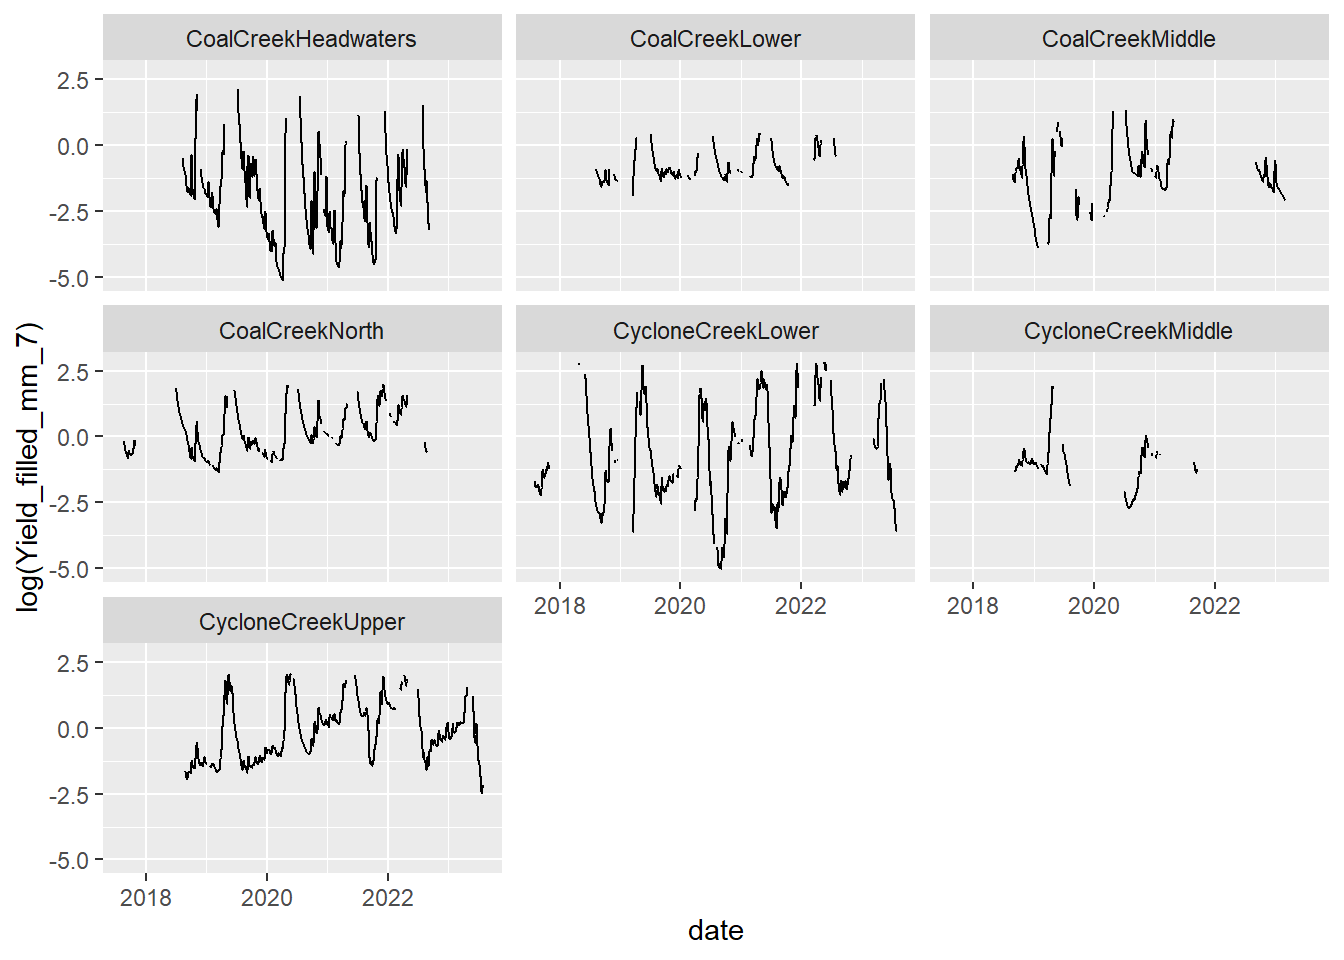 CoalCreekHeadwaters
CoalCreekLower
CoalCreekMiddle
2.5
0.0
-2.5
-5.0
CoalCreekNorth
CycloneCreekLower
CycloneCreekMiddle
2.5
0.0
-2.5
-5.0
2018 2020 2022
2018 2020 2022
CycloneCreekUpper
2.5
0.0
-2.5
-5.0
2018 2020 2022
date
log(Yield_filled_mm_7)